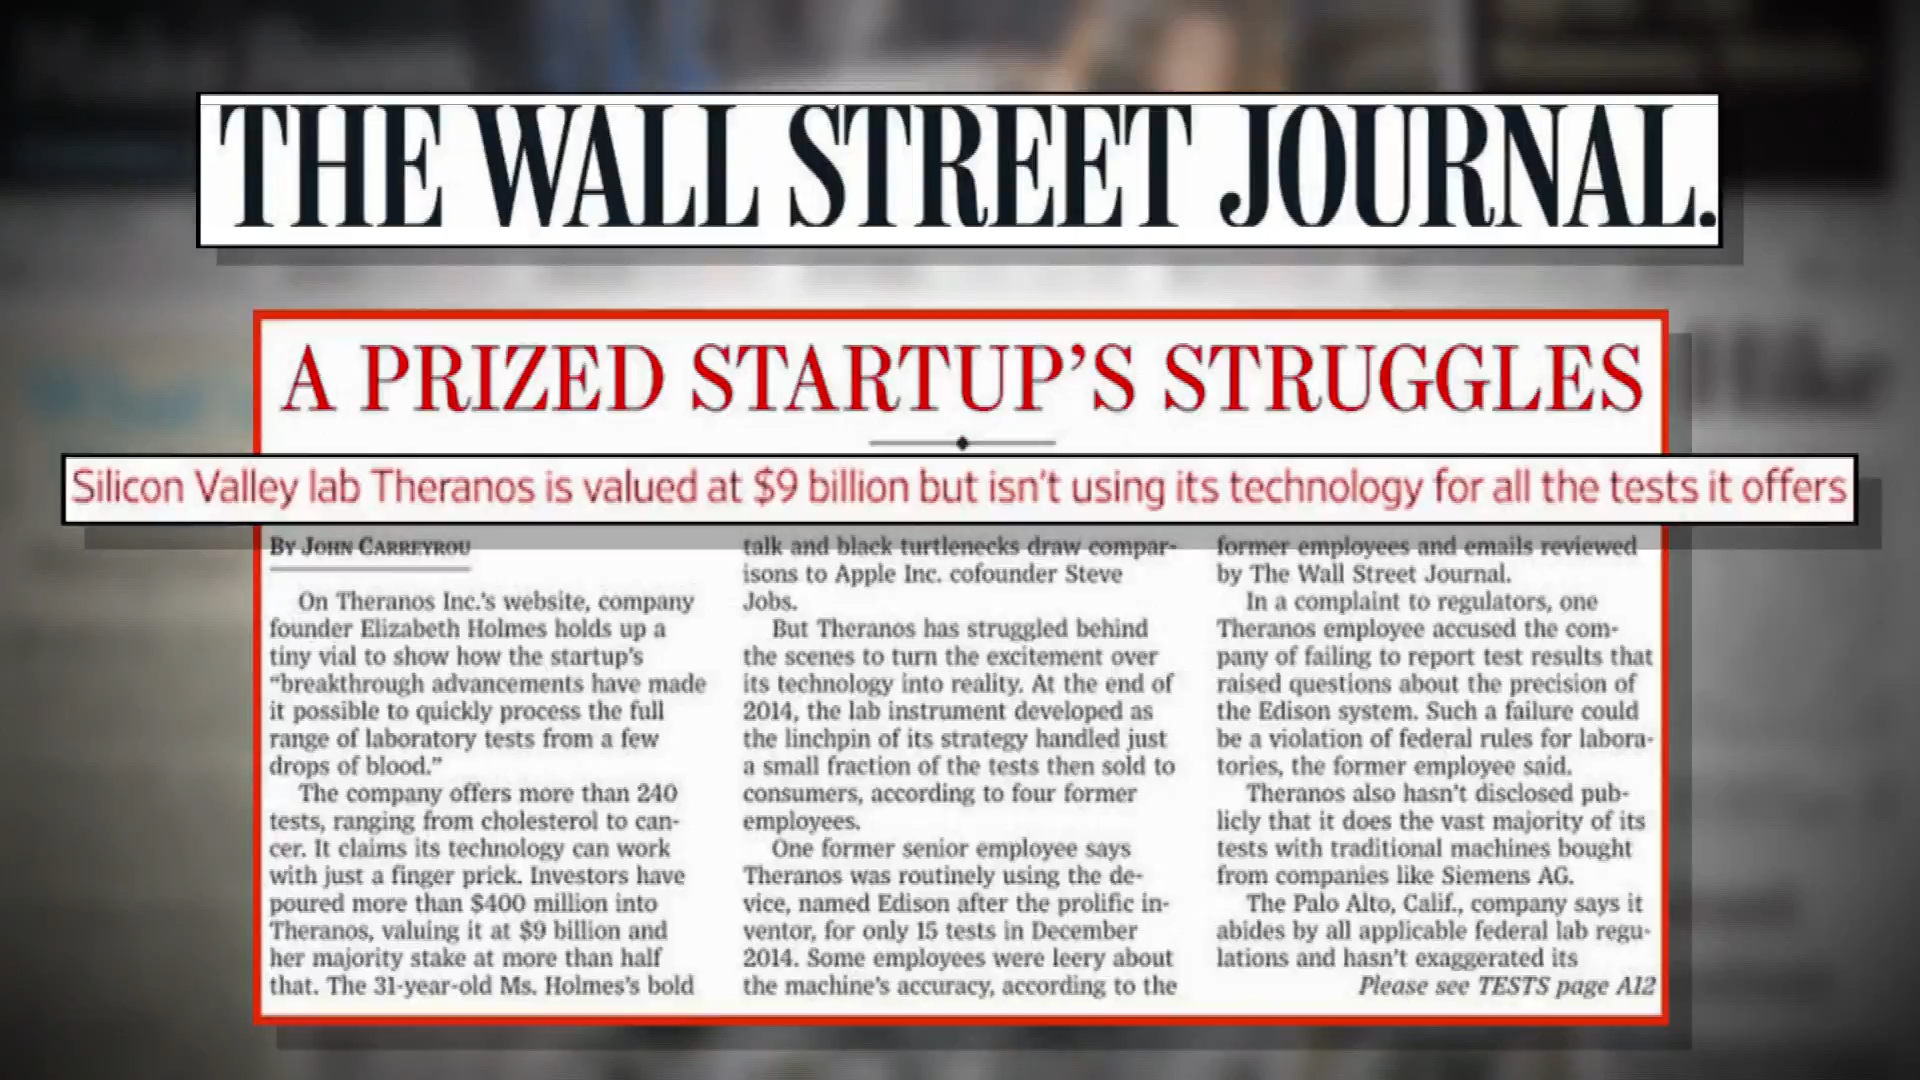 THE WALL STREET JOURNAL.
A PRIZED STARTUP'S STRUGGLES
Silicon Valley lab Theranos is valued at $9 billion but isn't using its technology for all the tests it offers
BY JOHN CARREYROU
On Theranos Inc.'s website, company
founder Elizabeth Holmes holds up a
tiny vial to show how the startup's
“breakthrough advancements have made
it possible to quickly process the full
range of laboratory tests from a few
drops of blood.”
The company offers more than 240
tests, ranging from cholesterol to can-
cer. It claims its technology can work
with just a finger prick. Investors have
poured more than $400 million into
Theranos, valuing it at $9 billion and
her majority stake at more than half
that. The 31-year-old Ms. Holmes's bold
talk and black turtlenecks draw compar-
isons to Apple Inc. cofounder Steve
Jobs.
But Theranos has struggled behind
the scenes to turn the excitement over
its technology into reality. At the end of
2014, the lab instrument developed as
the linchpin of its strategy handled just
a small fraction of the tests then sold to
consumers, according to four former
employees.
One former senior employee says
Theranos was routinely using the de-
vice, named Edison after the prolific in-
ventor, for only 15 tests in December
2014. Some employees were leery about
the machine's accuracy, according to the
former employees and emails reviewed
by The Wall Street Journal.
In a complaint to regulators, one
Theranos employee accused the com-
pany of failing to report test results that
raised questions about the precision of
the Edison system. Such a failure could
be a violation of federal rules for labora-
tories, the former employee said.
Theranos also hasn't disclosed pub-
licly that it does the vast majority of its
tests with traditional machines bought
from companies like Siemens AG.
The Palo Alto, Calif., company says it
abides by all applicable federal lab regu-
lations and hasn't exaggerated its
Please see TESTS page A12